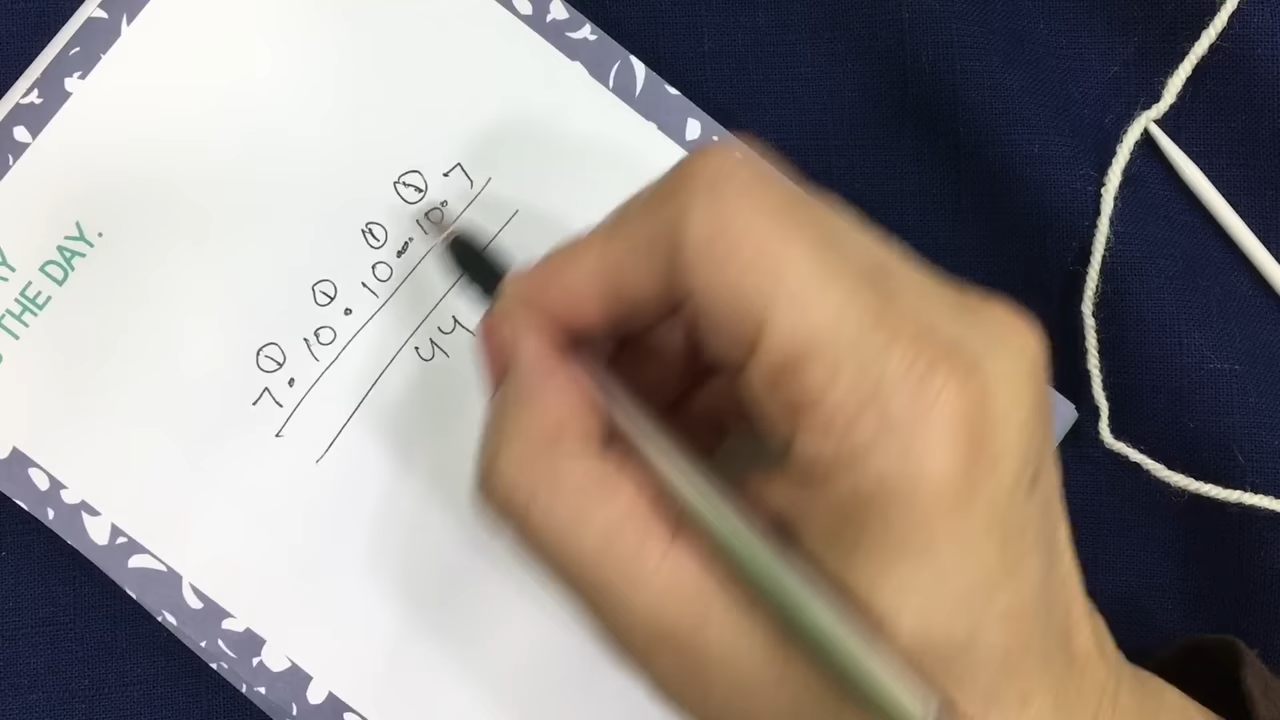 THE DAY.
① ① ① ①
7 . 10 . 10 . 10 . 7
44